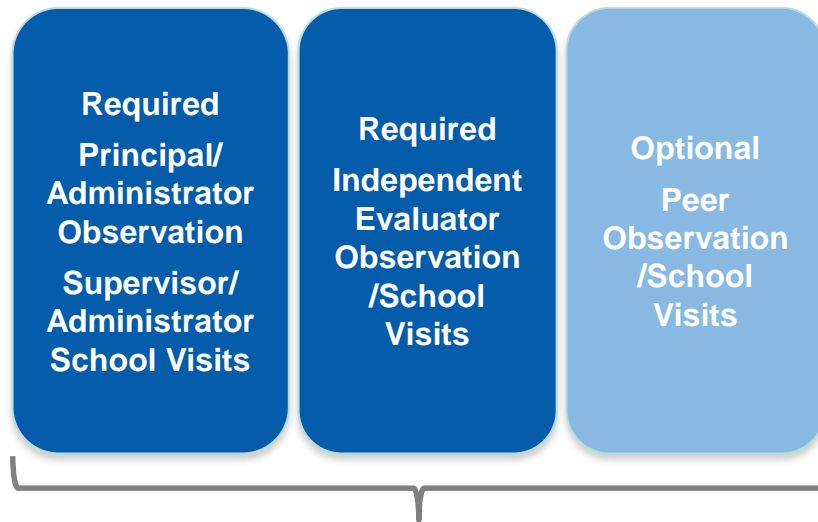 Required
Principal/
Administrator
Observation
Supervisor/
Administrator
School Visits
Required
Independent
Evaluator
Observation
/School
Visits
Optional
Peer
Observation
/School
Visits